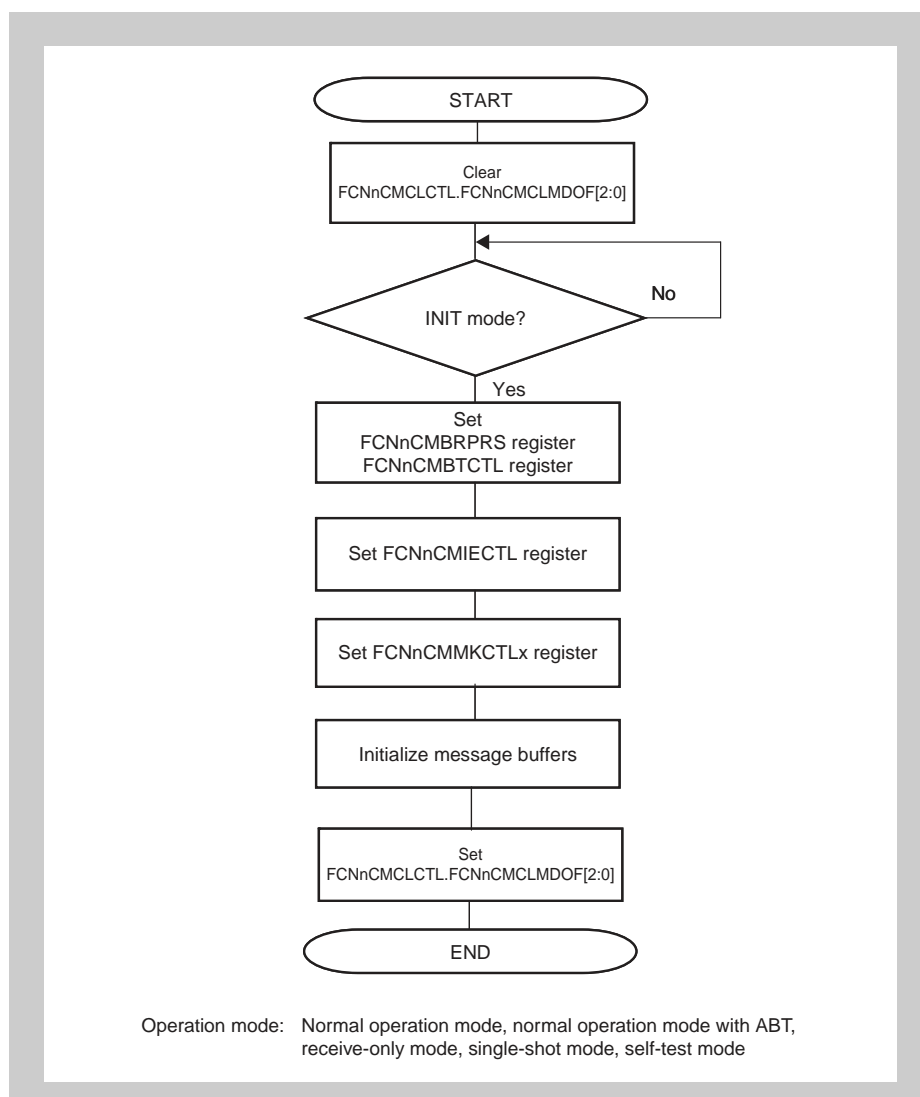 START
Clear
FCNnCMCLCTL.FCNnCMCLMDOF[2:0]
INIT mode?
No
Yes
Set
FCNnCMBRPRS register
FCNnCMBTCTL register
Set FCNnCMIECTL register
Set FCNnCMMKCTLx register
Initialize message buffers
Set
FCNnCMCLCTL.FCNnCMCLMDOF[2:0]
END
Operation mode: Normal operation mode, normal operation mode with ABT,
receive-only mode, single-shot mode, self-test mode